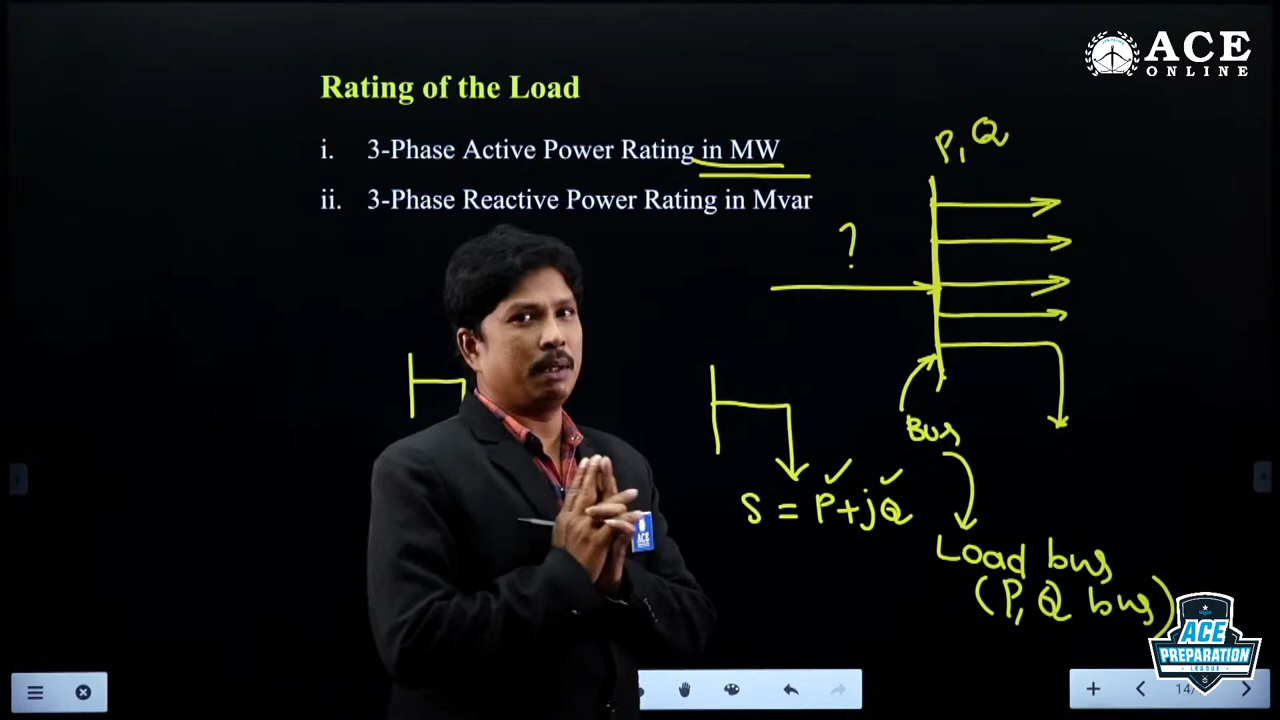 ACE
ONLINE
Rating of the Load
i. 3-Phase Active Power Rating in MW
ii. 3-Phase Reactive Power Rating in Mvar
P, Q
?
Bus
S = P+jQ
Load bus
(P, Q bus)
ACE
ACE
PREPARATION
LEAGUE
14/